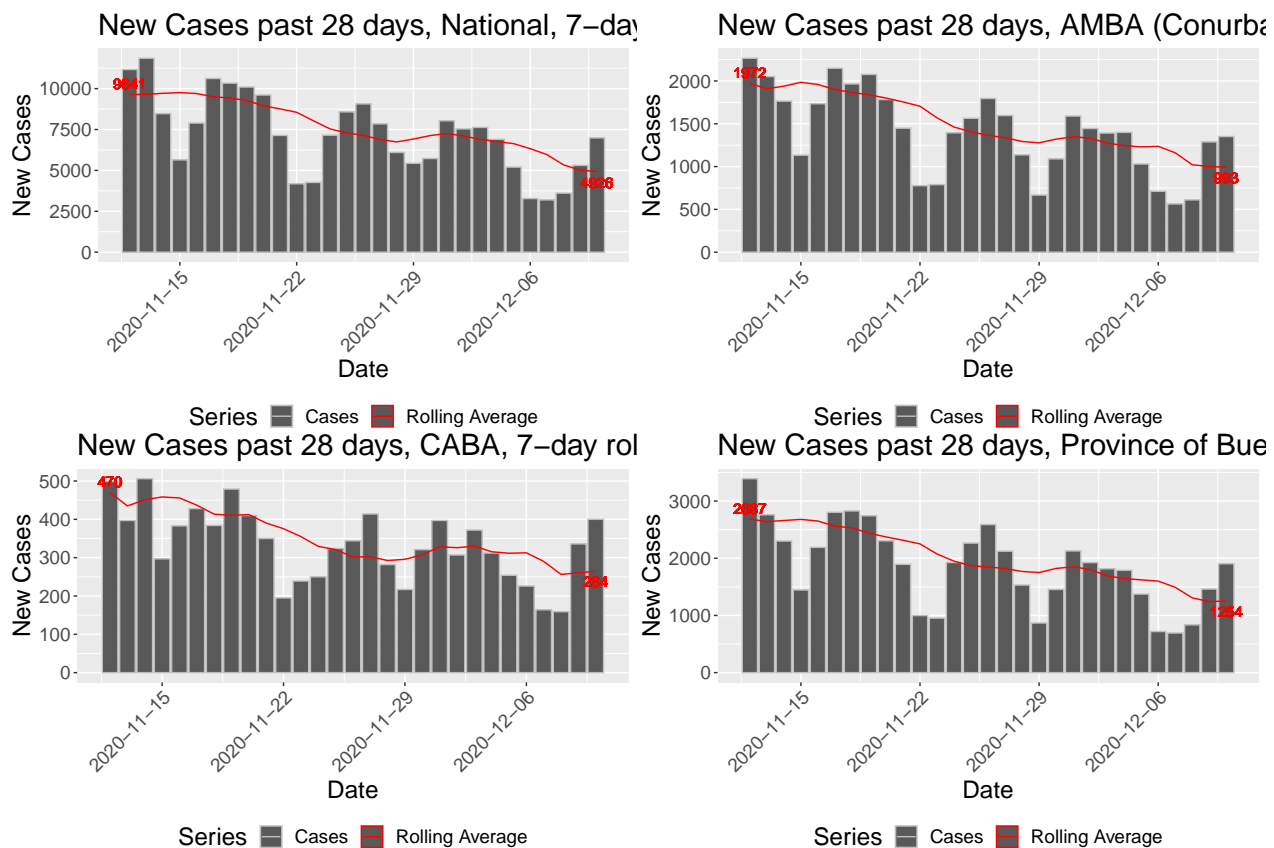 New Cases past 28 days, National, 7−day
10000
7500
5000
2500
0
New Cases
9641
4926
2020−11−15
2020−11−22
2020−11−29
2020−12−06
Date
Series Cases Rolling Average
New Cases past 28 days, AMBA (Conurba
2000
1500
1000
500
0
New Cases
1972
993
2020−11−15
2020−11−22
2020−11−29
2020−12−06
Date
Series Cases Rolling Average
New Cases past 28 days, CABA, 7−day rol
500
400
300
200
100
0
New Cases
470
264
2020−11−15
2020−11−22
2020−11−29
2020−12−06
Date
Series Cases Rolling Average
New Cases past 28 days, Province of Bue
3000
2000
1000
0
New Cases
1254
2020−11−15
2020−11−22
2020−11−29
2020−12−06
Date
Series Cases Rolling Average